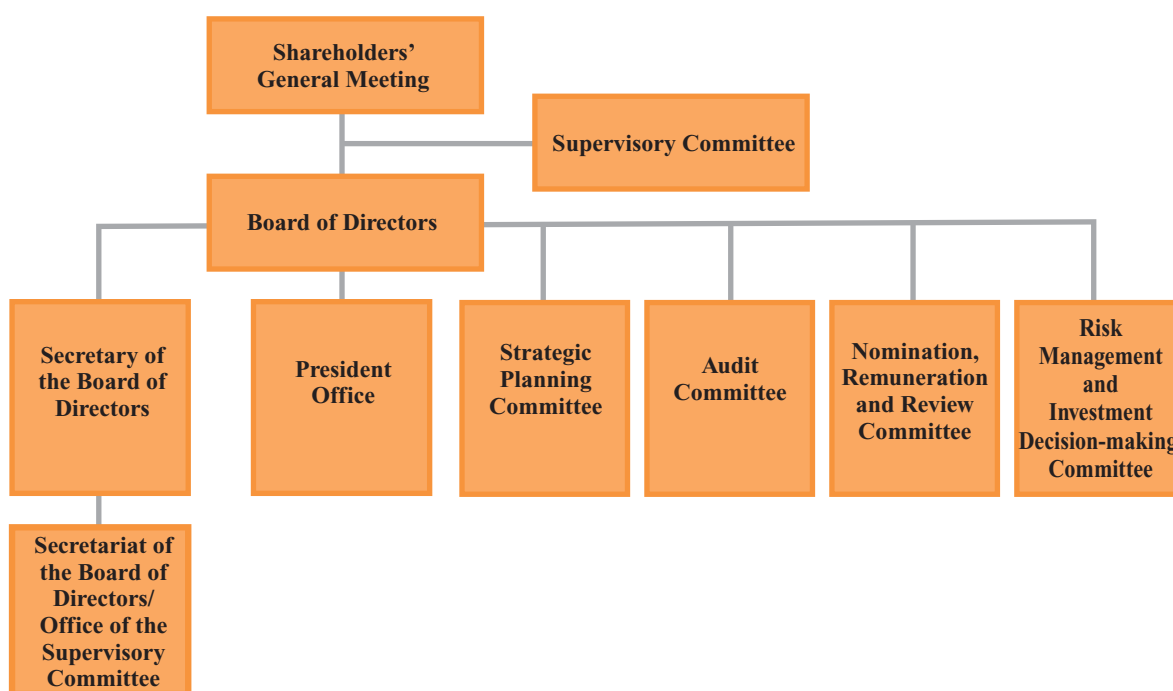 Shareholders’
General Meeting
Supervisory Committee
Board of Directors
Secretary of
the Board of
Directors
President
Office
Strategic
Planning
Committee
Audit
Committee
Nomination,
Remuneration
and Review
Committee
Risk
Management
and
Investment
Decision-making
Committee
Secretariat of
the Board of
Directors/
Office of the
Supervisory
Committee